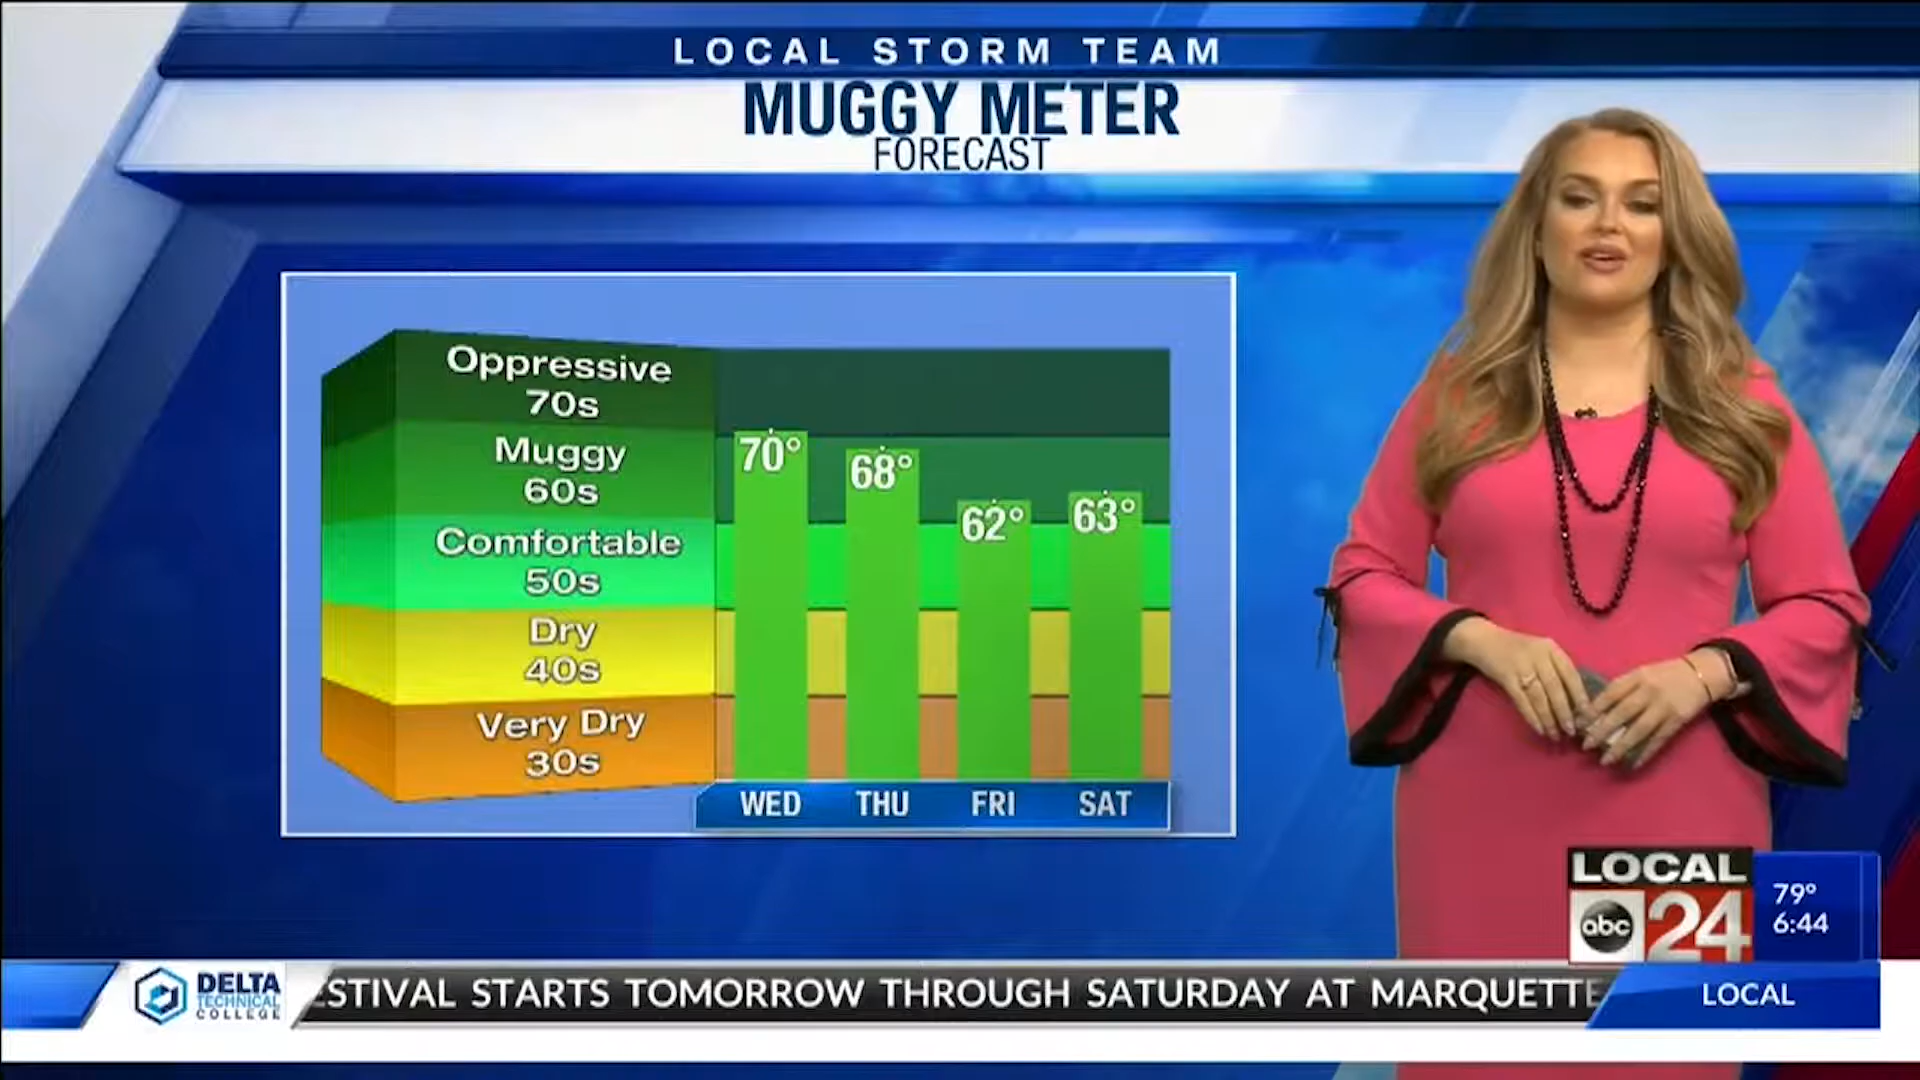 LOCAL STORM TEAM
MUGGY METER
FORECAST
Oppressive
70s
Muggy
60s
Comfortable
50s
Dry
40s
Very Dry
30s
70°
68°
62°
63°
WED THU FRI SAT
LOCAL
abc 24
79°
6:44
DELTA
TECHNICAL
COLLEGE
ESTIVAL STARTS TOMORROW THROUGH SATURDAY AT MARQUETTE
LOCAL